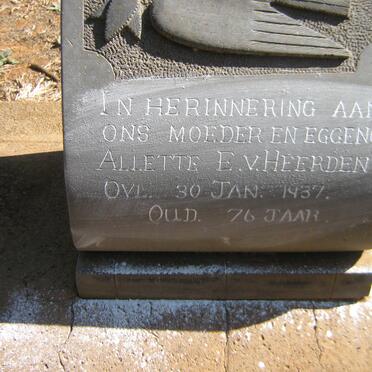 IN HERINNERING AAN
ONS MOEDER EN EGGENO
ALLETTE E.V. HEERDEN
OVL. 30 JAN. 1937.
OUD. 76 JAAR.